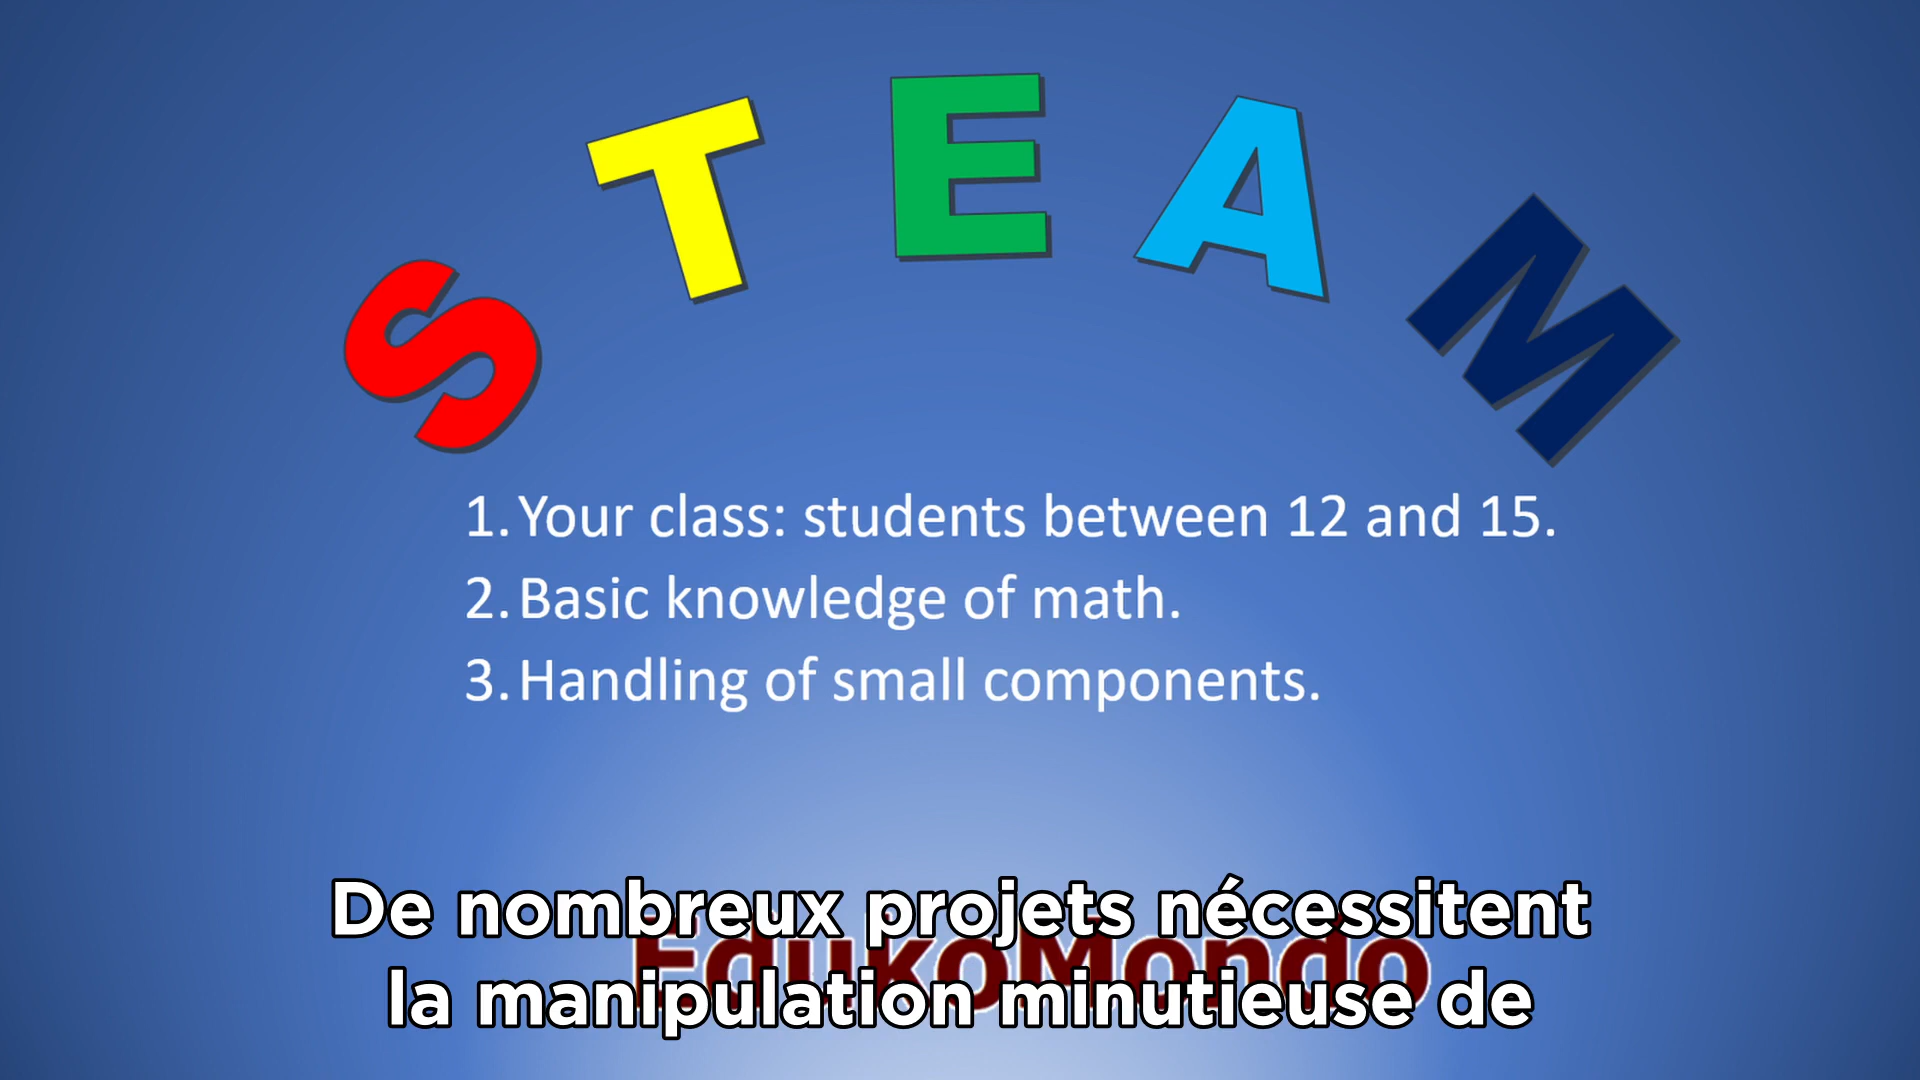 STEAM
1. Your class: students between 12 and 15.
2. Basic knowledge of math.
3. Handling of small components.
De nombreux projets nécessitent
EdukoMondo
la manipulation minutieuse de